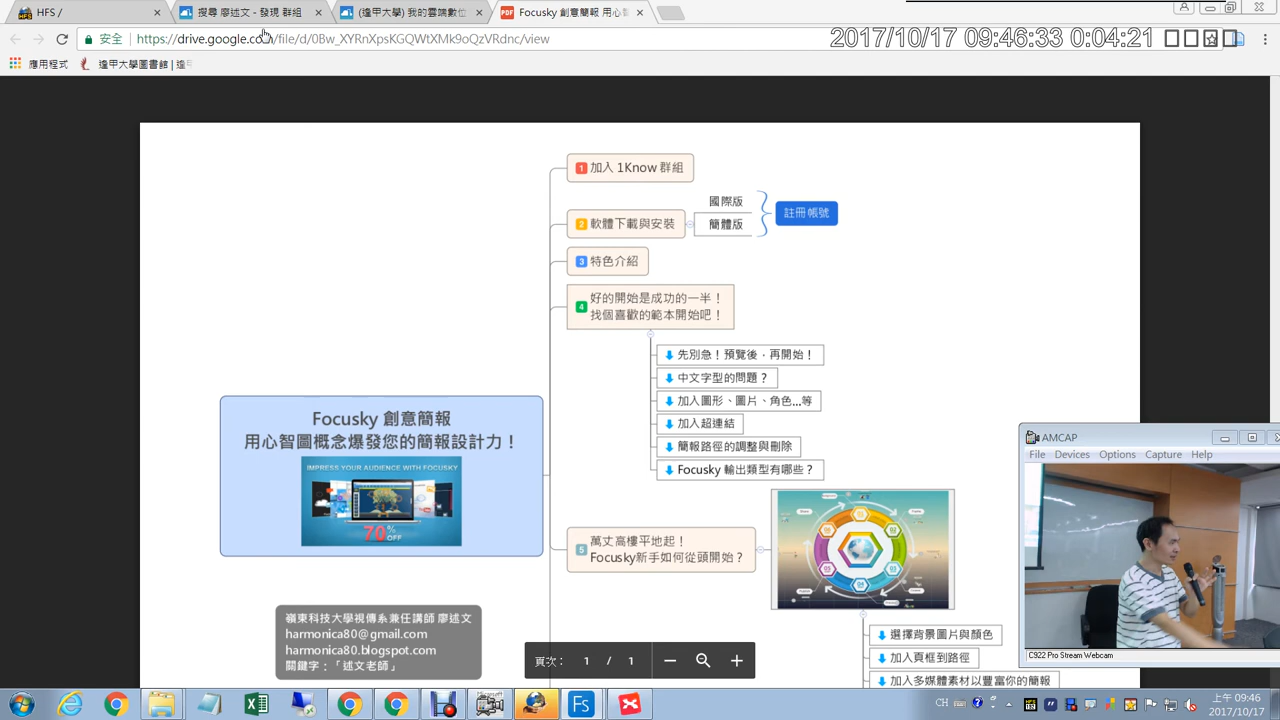 HFS /
搜尋 廖述文 - 發現 群組
(逢甲大學) 我的雲端數位
Focusky 創意簡報 用心
安全
https://drive.google.com/file/d/0Bw_XYRnXpsKGQWtXMk9oQzVRdnc/view
2017/10/17 09:46:33 0:04:21
應用程式
逢甲大學圖書館 | 逢
1 加入 1Know 群組
國際版
2 軟體下載與安裝
註冊帳號
簡體版
3 特色介紹
4 好的開始是成功的一半！
找個喜歡的範本開始吧！
先別急！預覽後，再開始！
中文字型的問題？
加入圖形、圖片、角色...等
加入超連結
簡報路徑的調整與刪除
Focusky 輸出類型有哪些？
Focusky 創意簡報
用心智圖概念爆發您的簡報設計力！
IMPRESS YOUR AUDIENCE WITH FOCUSKY
70%
OFF
5 萬丈高樓平地起！
Focusky新手如何從頭開始？
選擇背景圖片與顏色
加入頁框到路徑
加入多媒體素材以豐富你的簡報
嶺東科技大學視傳系兼任講師 廖述文
harmonica80@gmail.com
harmonica80.blogspot.com
關鍵字：「述文老師」
頁次： 1 / 1
AMCAP
File Devices Options Capture Help
C922 Pro Stream Webcam
CH
上午 09:46
2017/10/17